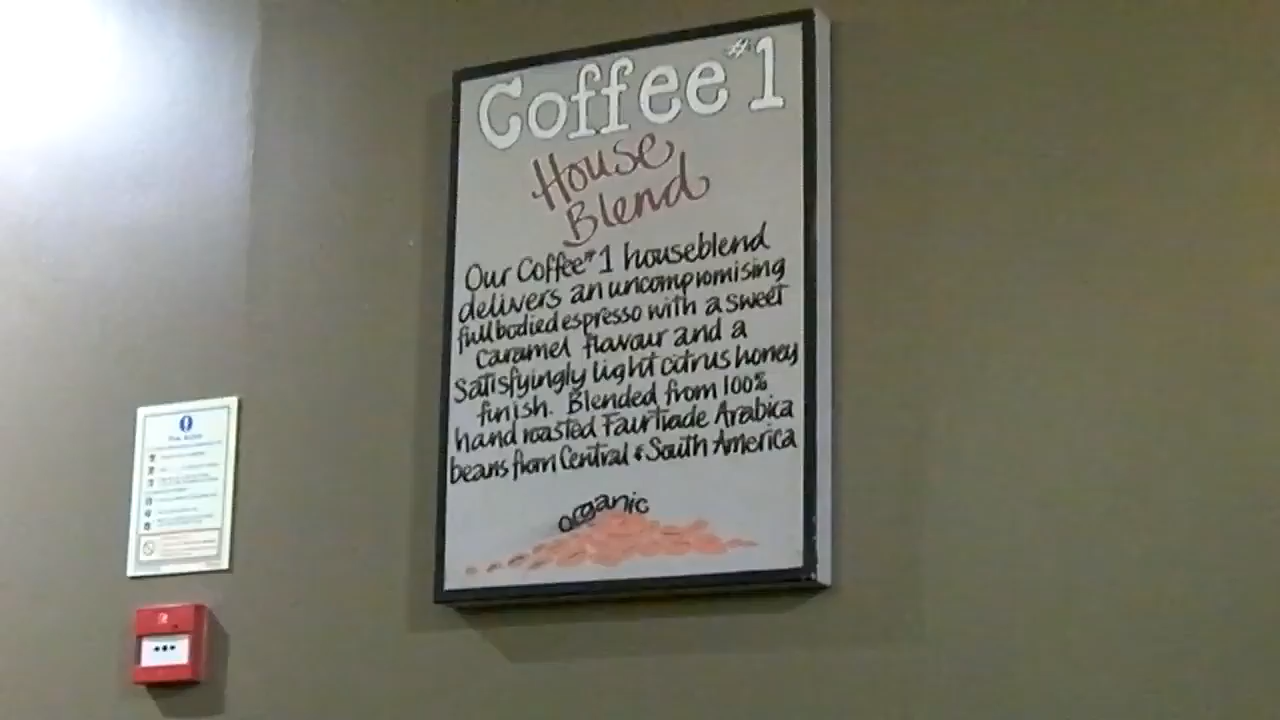 Coffee#1
House
Blend
Our Coffee#1 houseblend
delivers an uncompromising
full bodied espresso with a sweet
caramel flavour and a
Satisfyingly light citrus honey
finish. Blended from 100%
hand roasted Fairtrade Arabica
beans from Central & South America
organic